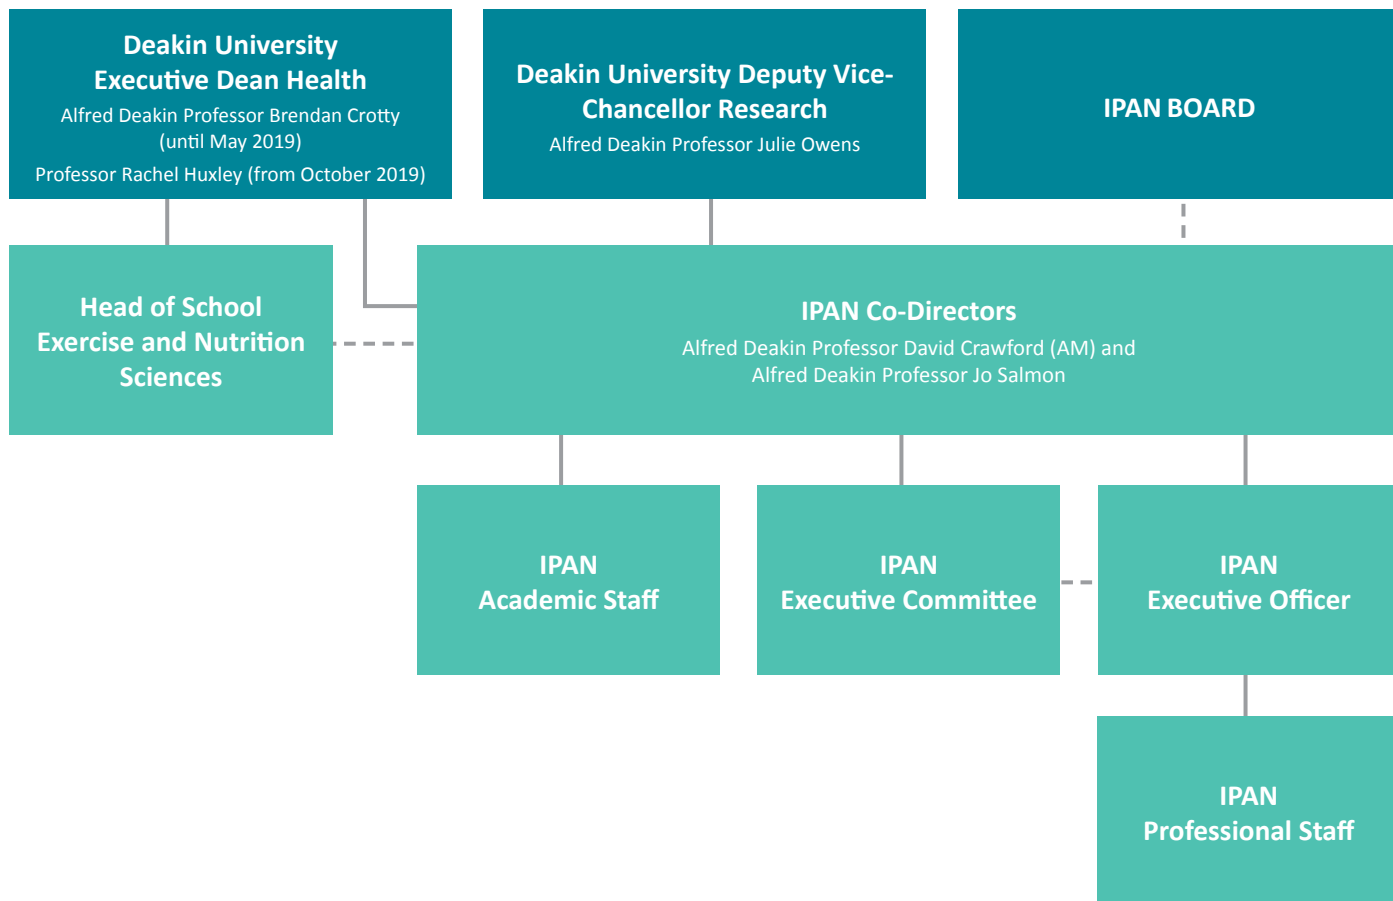 Deakin University
Executive Dean Health
Alfred Deakin Professor Brendan Crotty
(until May 2019)
Professor Rachel Huxley (from October 2019)
Deakin University Deputy Vice-
Chancellor Research
Alfred Deakin Professor Julie Owens
IPAN BOARD
Head of School
Exercise and Nutrition
Sciences
IPAN Co-Directors
Alfred Deakin Professor David Crawford (AM) and
Alfred Deakin Professor Jo Salmon
IPAN
Academic Staff
IPAN
Executive Committee
IPAN
Executive Officer
IPAN
Professional Staff